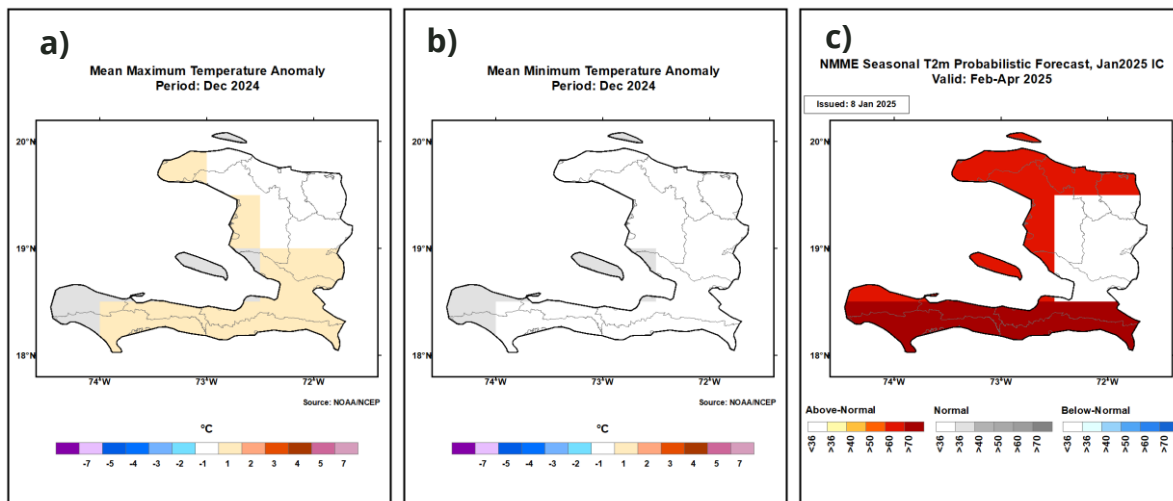 a)
Mean Maximum Temperature Anomaly
Period: Dec 2024
20°N
19°N
18°N
74°W 73°W 72°W
Source: NOAA/NCEP
°C
-7 -5 -4 -3 -2 -1 1 2 3 4 5 7
b)
Mean Minimum Temperature Anomaly
Period: Dec 2024
20°N
19°N
18°N
74°W 73°W 72°W
Source: NOAA/NCEP
°C
-7 -5 -4 -3 -2 -1 1 2 3 4 5 7
c)
NMME Seasonal T2m Probabilistic Forecast, Jan2025 IC
Valid: Feb-Apr 2025
Issued: 8 Jan 2025
20°N
19°N
18°N
74°W 73°W 72°W
Source: NOAA/NCEP
Above-Normal Normal Below-Normal
<36 >36 >40 >50 >60 >70 <36 >36 >40 >50 >60 >70 <36 >36 >40 >50 >60 >70